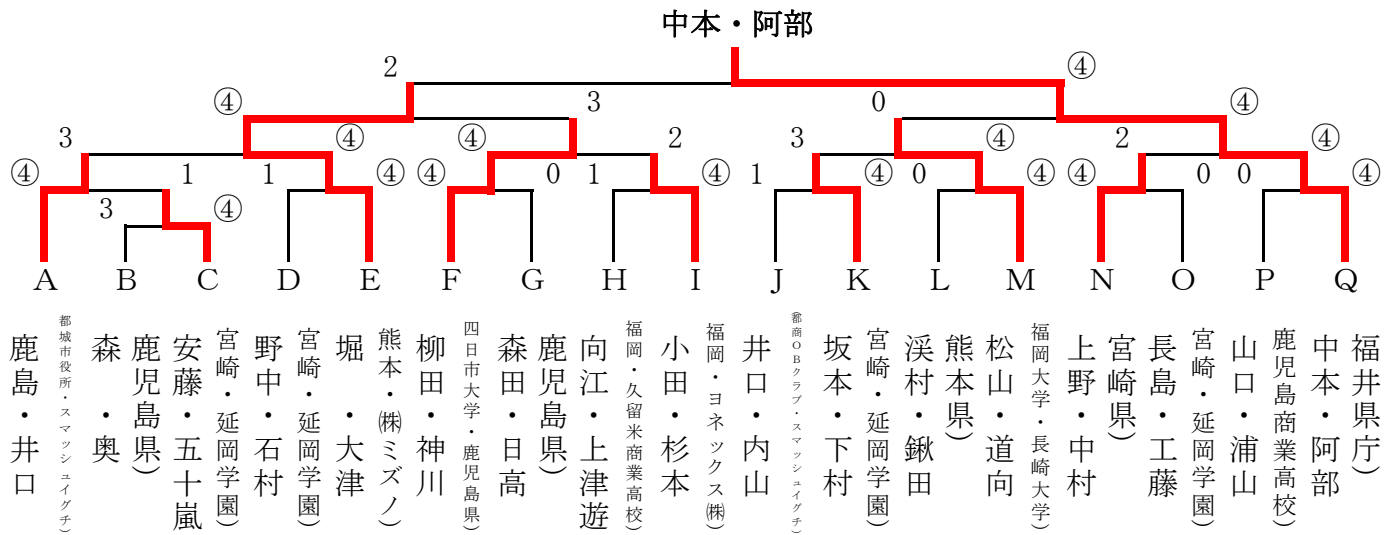 中本・阿部
2
④
④
3
0
④
3
④
④
2
3
④
2
④
④
1
1
④
④
0
1
④
1
④
0
④
④
0
0
④
3
④
A
B
C
D
E
F
G
H
I
J
K
L
M
N
O
P
Q
鹿島・井口
都城市役所・スマッシュイグチ)
森・奥
鹿児島県)
安藤・五十嵐
宮崎・延岡学園)
野中・石村
宮崎・延岡学園)
堀・大津
熊本・㈱ミズノ)
柳田・神川
四日市大学・鹿児島県)
森田・日高
鹿児島県)
向江・上津遊
福岡・久留米商業高校)
小田・杉本
福岡・ヨネックス㈱)
井口・内山
都商OBクラブ・スマッシュイグチ)
坂本・下村
宮崎・延岡学園)
渓村・鍬田
熊本県)
松山・道向
福岡大学・長崎大学)
上野・中村
宮崎県)
長島・工藤
宮崎・延岡学園)
山口・浦山
鹿児島商業高校)
中本・阿部
福井県庁)